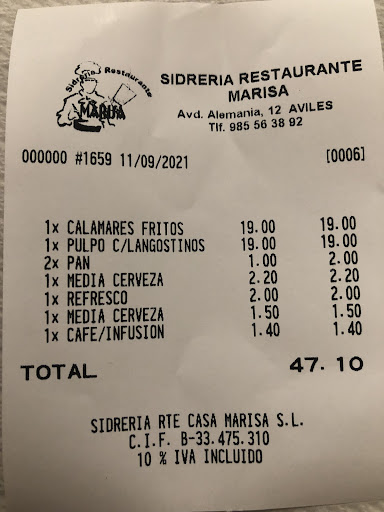 Sidreria Restaurante
MARISA
SIDRERIA RESTAURANTE
MARISA
Avd. Alemania, 12 AVILES
Tlf. 985 56 38 92
000000 #1659 11/09/2021 [0006]
1x CALAMARES FRITOS 19.00 19.00
1x PULPO C/LANGOSTINOS 19.00 19.00
2x PAN 1.00 2.00
1x MEDIA CERVEZA 2.20 2.20
1x REFRESCO 2.00 2.00
1x MEDIA CERVEZA 1.50 1.50
1x CAFE/INFUSION 1.40 1.40
TOTAL 47.10
SIDRERIA RTE CASA MARISA S.L.
C.I.F. B-33.475.310
10 % IVA INCLUIDO